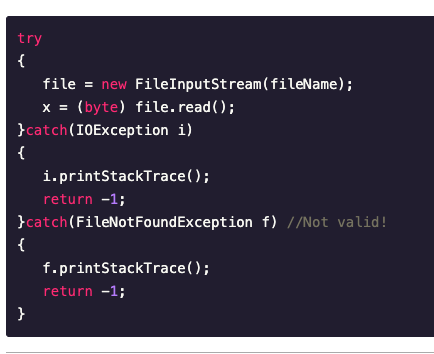 try
{
   file = new FileInputStream(fileName);
   x = (byte) file.read();
}catch(IOException i)
{
   i.printStackTrace();
   return -1;
}catch(FileNotFoundException f) //Not valid!
{
   f.printStackTrace();
   return -1;
}